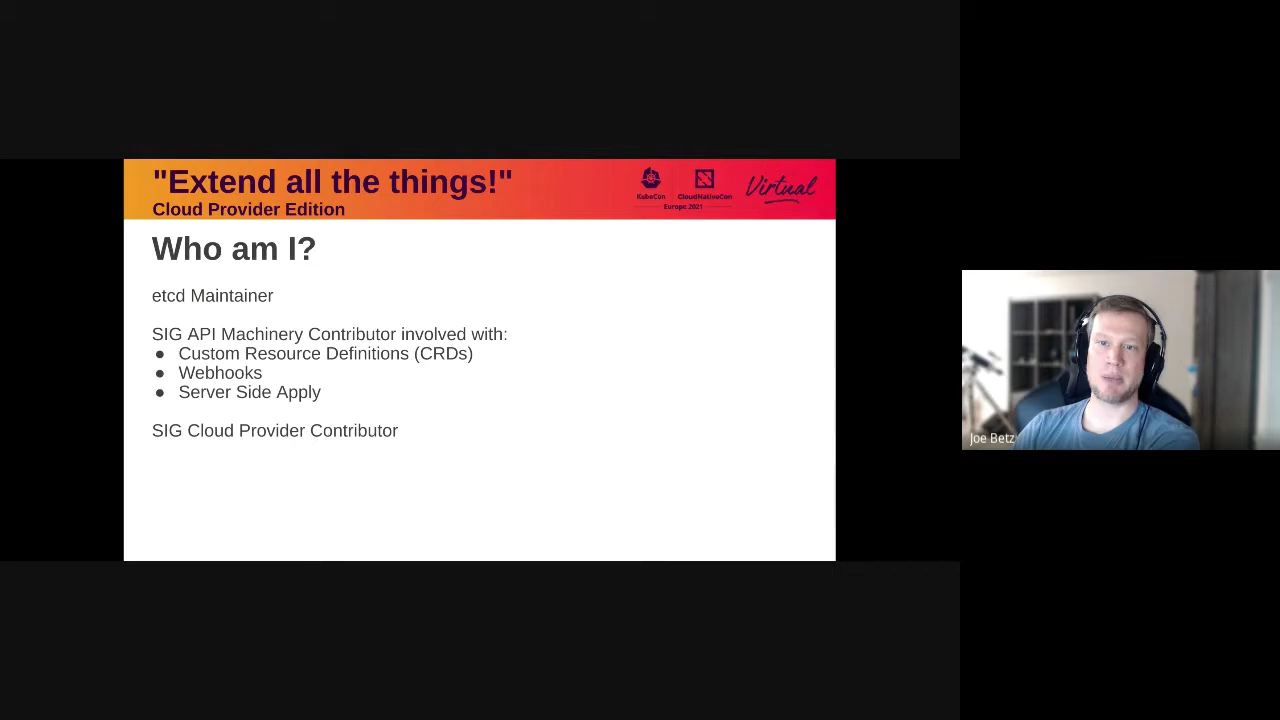 "Extend all the things!"
Cloud Provider Edition
KubeCon
CloudNativeCon
Europe 2021
Virtual
Who am I?
etcd Maintainer
SIG API Machinery Contributor involved with:
● Custom Resource Definitions (CRDs)
● Webhooks
● Server Side Apply
SIG Cloud Provider Contributor
Joe Betz